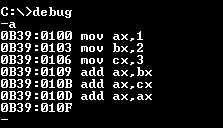 C:\>debug
-a
0B39:0100 mov ax,1
0B39:0103 mov bx,2
0B39:0106 mov cx,3
0B39:0109 add ax,bx
0B39:010B add ax,cx
0B39:010D add ax,ax
0B39:010F
-